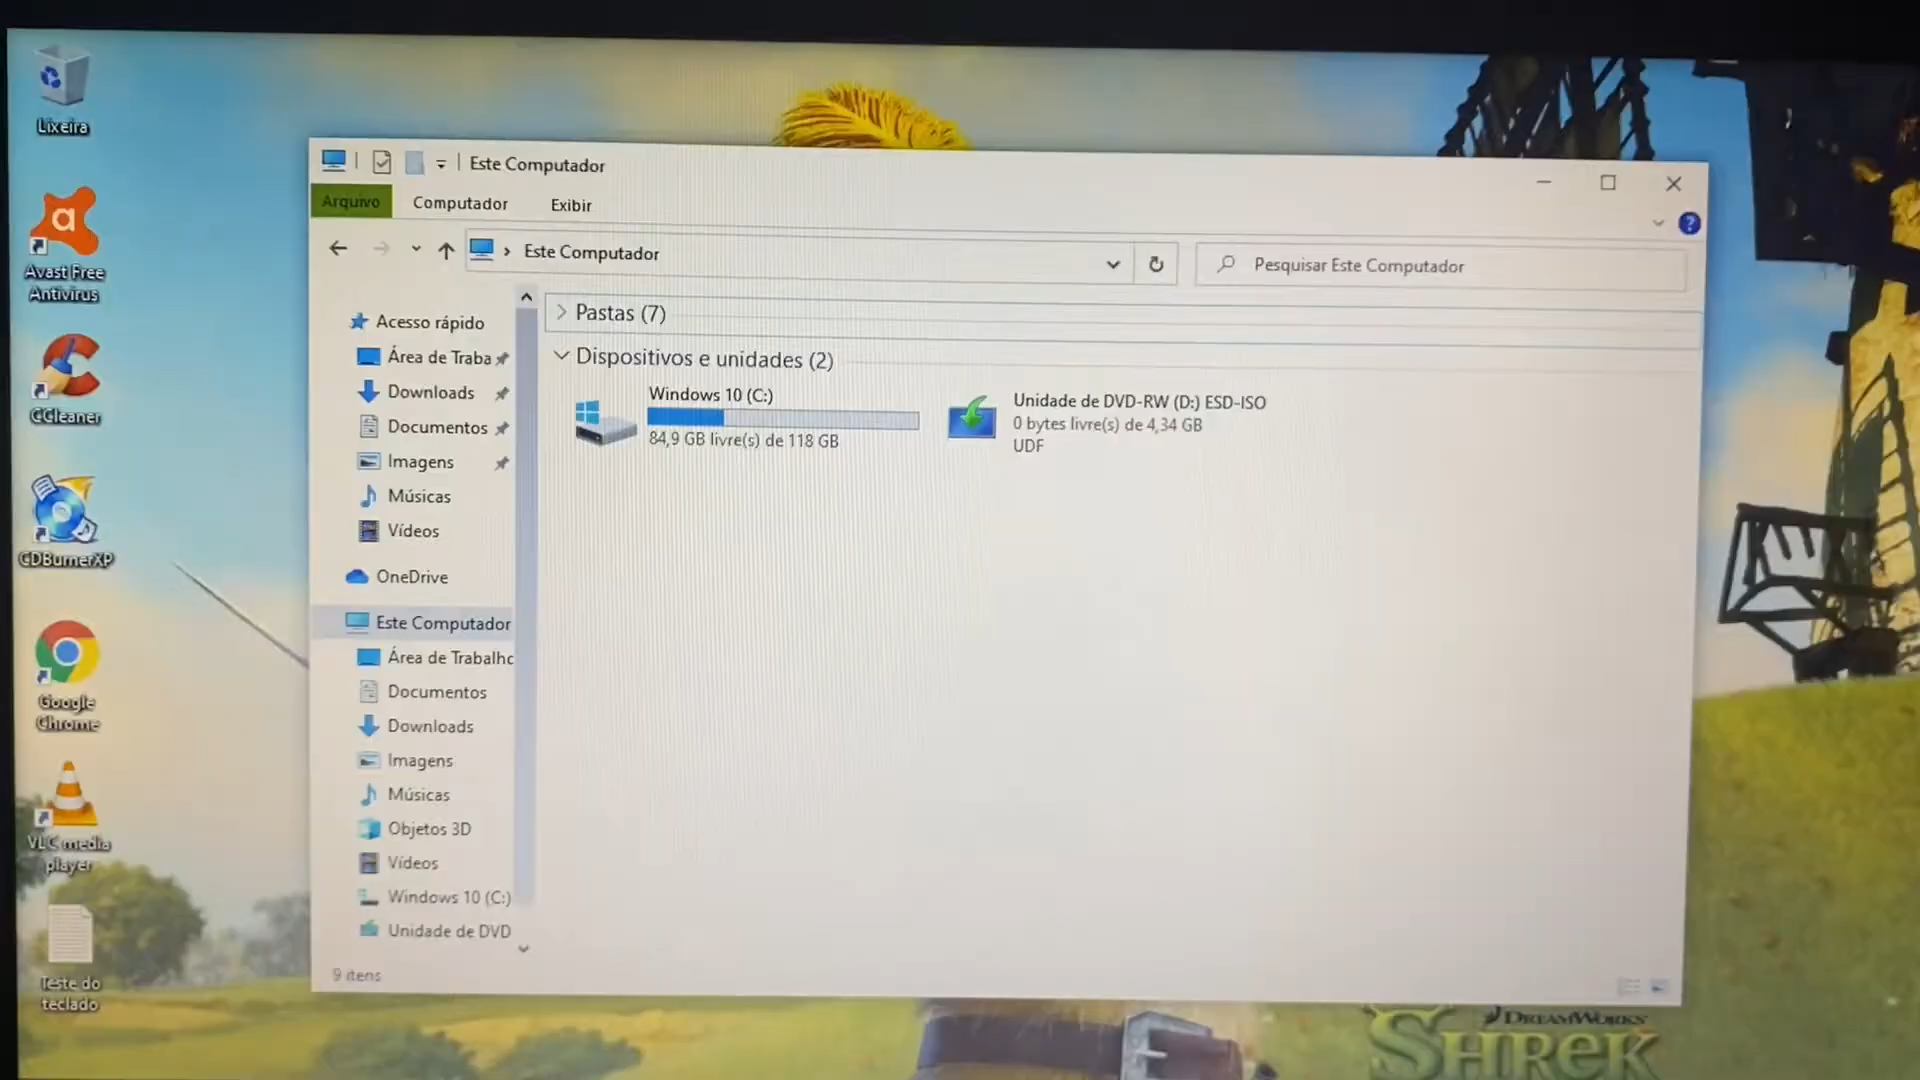 Lixeira
Avast Free
Antivirus
CCleaner
CDBurnerXP
Google
Chrome
VLC media
player
Teste do
teclado
Este Computador
Arquivo
Computador
Exibir
Este Computador
Pesquisar Este Computador
Acesso rápido
Área de Traba
Downloads
Documentos
Imagens
Músicas
Vídeos
OneDrive
Este Computador
Área de Trabalho
Documentos
Downloads
Imagens
Músicas
Objetos 3D
Vídeos
Windows 10 (C:)
Unidade de DVD
9 itens
Pastas (7)
Dispositivos e unidades (2)
Windows 10 (C:)
84,9 GB livre(s) de 118 GB
Unidade de DVD-RW (D:) ESD-ISO
0 bytes livre(s) de 4,34 GB
UDF
DREAMWORKS
SHREK